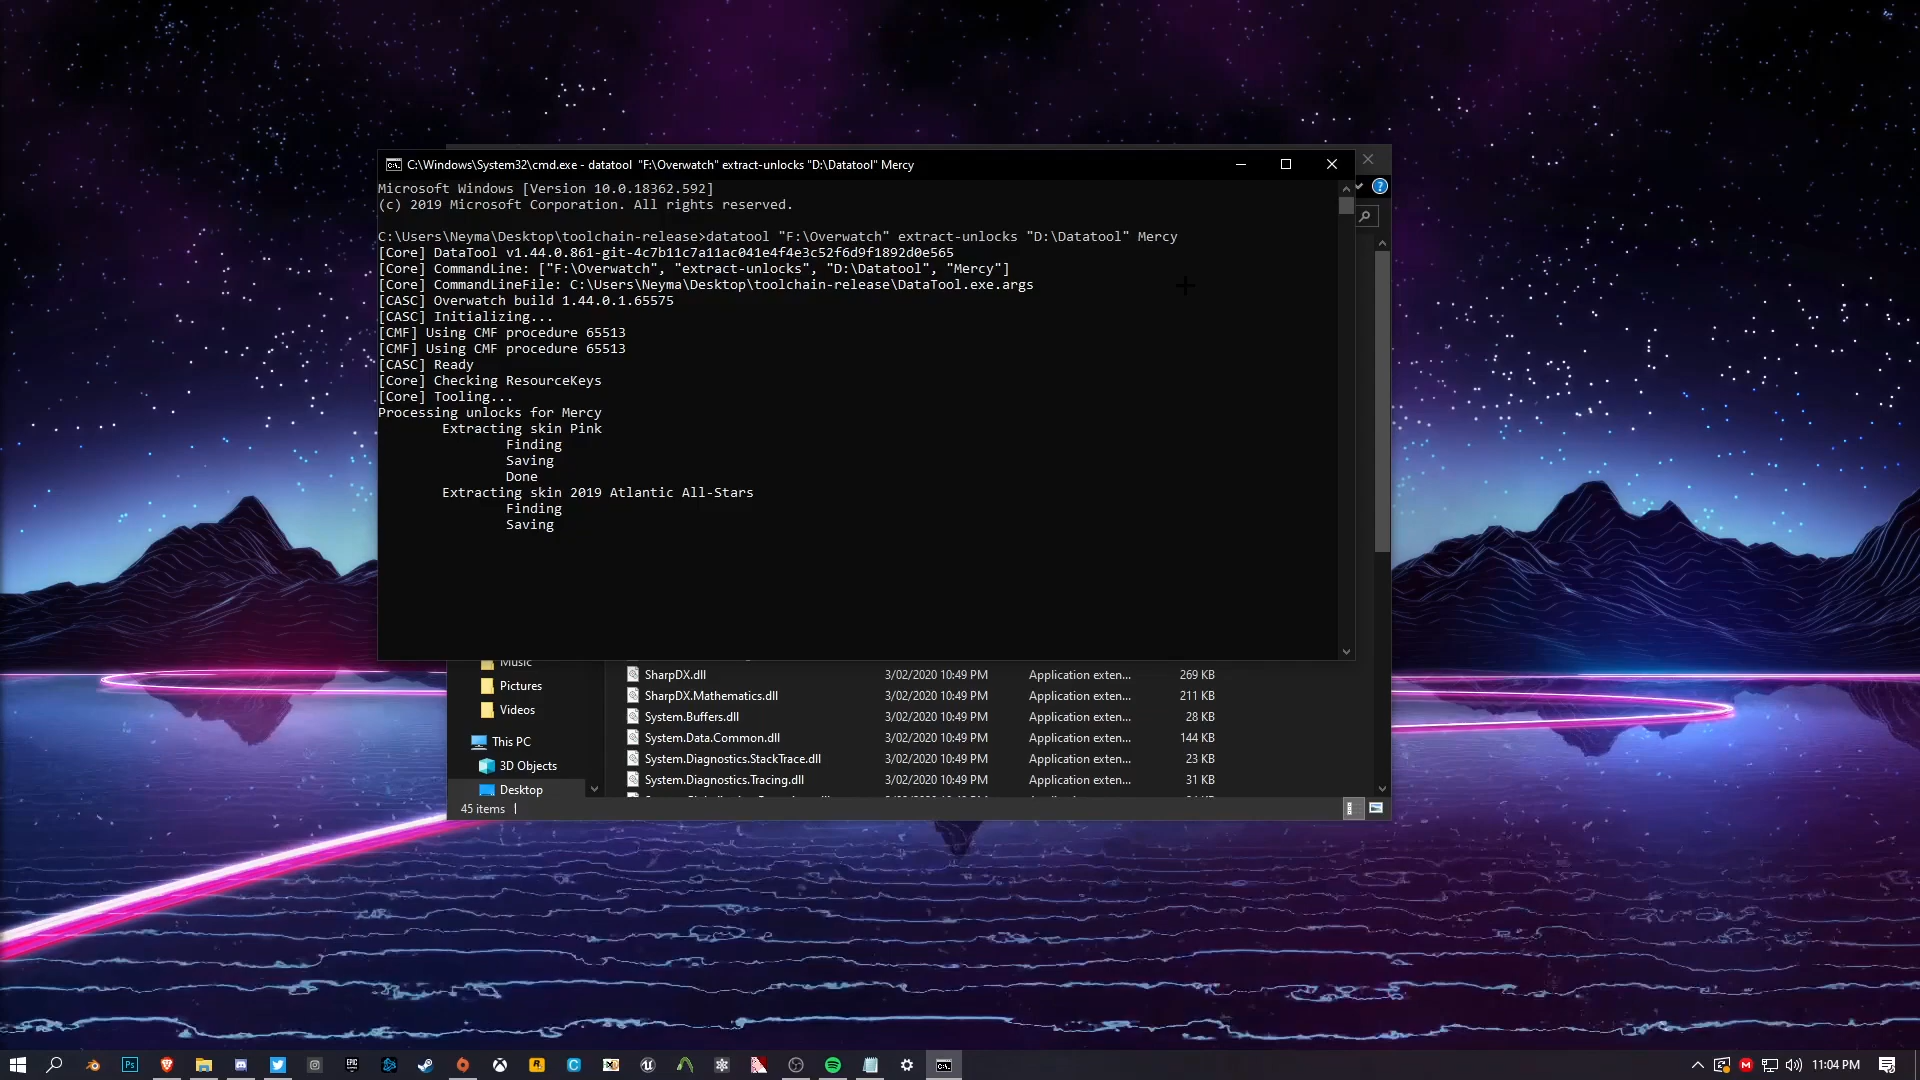 C:\Windows\System32\cmd.exe - datatool "F:\Overwatch" extract-unlocks "D:\Datatool" Mercy
Microsoft Windows [Version 10.0.18362.592]
(c) 2019 Microsoft Corporation. All rights reserved.
C:\Users\Neyma\Desktop\toolchain-release>datatool "F:\Overwatch" extract-unlocks "D:\Datatool" Mercy
[Core] DataTool v1.44.0.861-git-4c7b11c7a11ac041e4f4e3c52f6d9f1892d0e565
[Core] CommandLine: ["F:\Overwatch", "extract-unlocks", "D:\Datatool", "Mercy"]
[Core] CommandLineFile: C:\Users\Neyma\Desktop\toolchain-release\DataTool.exe.args
[CASC] Overwatch build 1.44.0.1.65575
[CASC] Initializing...
[CMF] Using CMF procedure 65513
[CMF] Using CMF procedure 65513
[CASC] Ready
[Core] Checking ResourceKeys
[Core] Tooling...
Processing unlocks for Mercy
Extracting skin Pink
Finding
Saving
Done
Extracting skin 2019 Atlantic All-Stars
Finding
Saving
Music
Pictures
Videos
This PC
3D Objects
Desktop
SharpDX.dll 3/02/2020 10:49 PM Application exten... 269 KB
SharpDX.Mathematics.dll 3/02/2020 10:49 PM Application exten... 211 KB
System.Buffers.dll 3/02/2020 10:49 PM Application exten... 28 KB
System.Data.Common.dll 3/02/2020 10:49 PM Application exten... 144 KB
System.Diagnostics.StackTrace.dll 3/02/2020 10:49 PM Application exten... 23 KB
System.Diagnostics.Tracing.dll 3/02/2020 10:49 PM Application exten... 31 KB
45 items
Ps
EPIC
11:04 PM